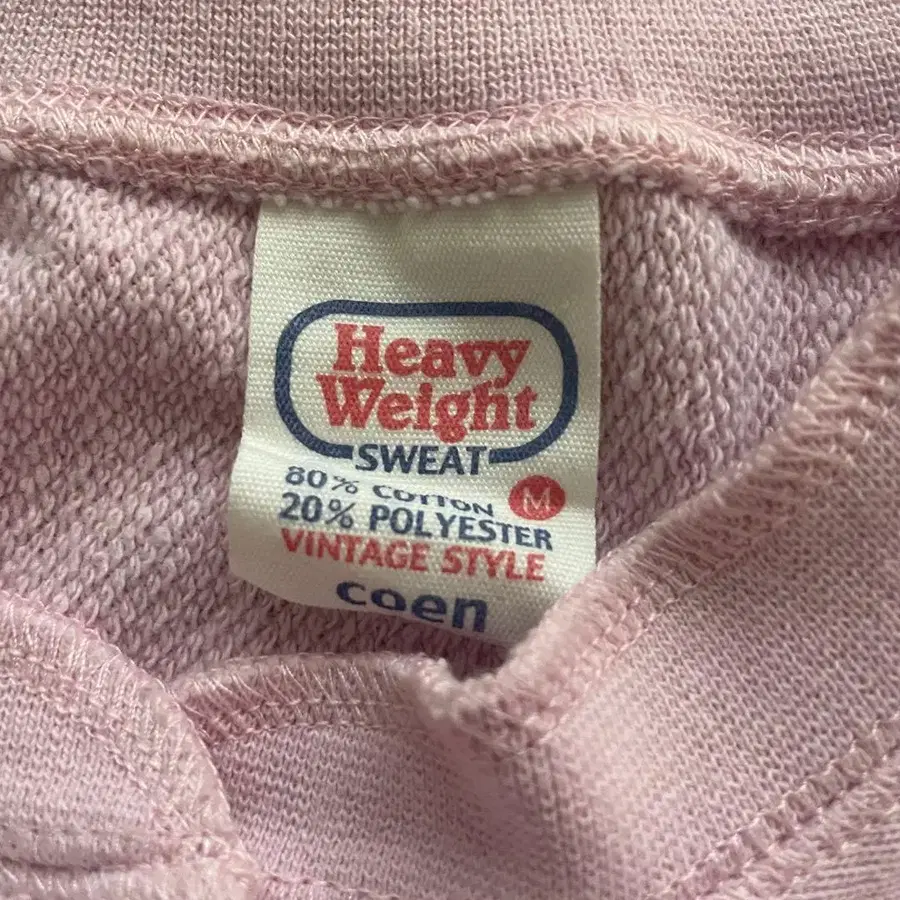 Heavy
Weight
SWEAT
80% COTTON M
20% POLYESTER
VINTAGE STYLE
coen